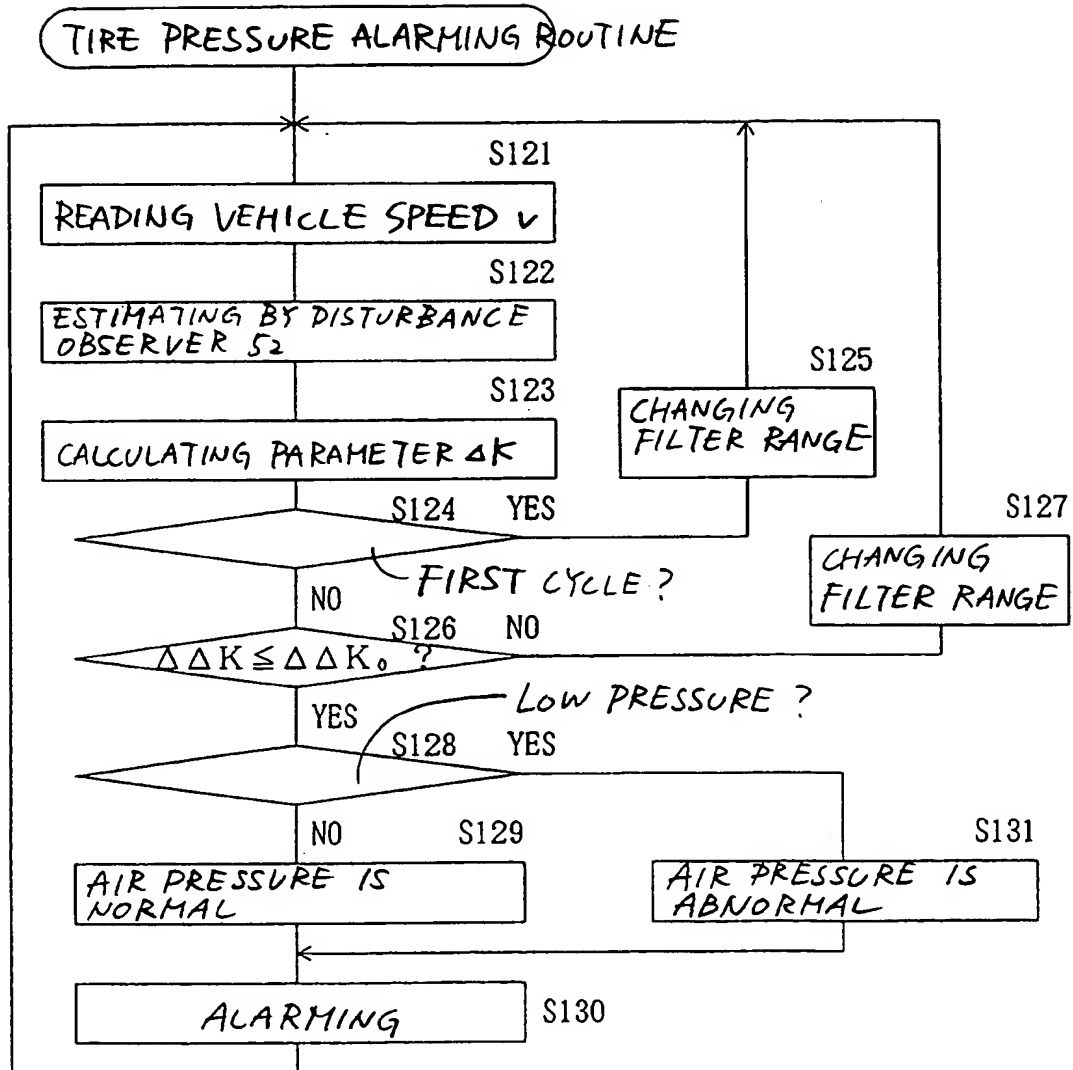 TIRE PRESSURE ALARMING ROUTINE
S121
READING VEHICLE SPEED v
S122
ESTIMATING BY DISTURBANCE
OBSERVER 52
S123
CALCULATING PARAMETER ΔK
S125
CHANGING
FILTER RANGE
S124 YES
FIRST CYCLE ?
NO
S127
CHANGING
FILTER RANGE
S126 NO
ΔΔK≦ΔΔK₀ ?
YES
LOW PRESSURE ?
S128 YES
NO
S129
AIR PRESSURE IS
NORMAL
S131
AIR PRESSURE IS
ABNORMAL
ALARMING
S130